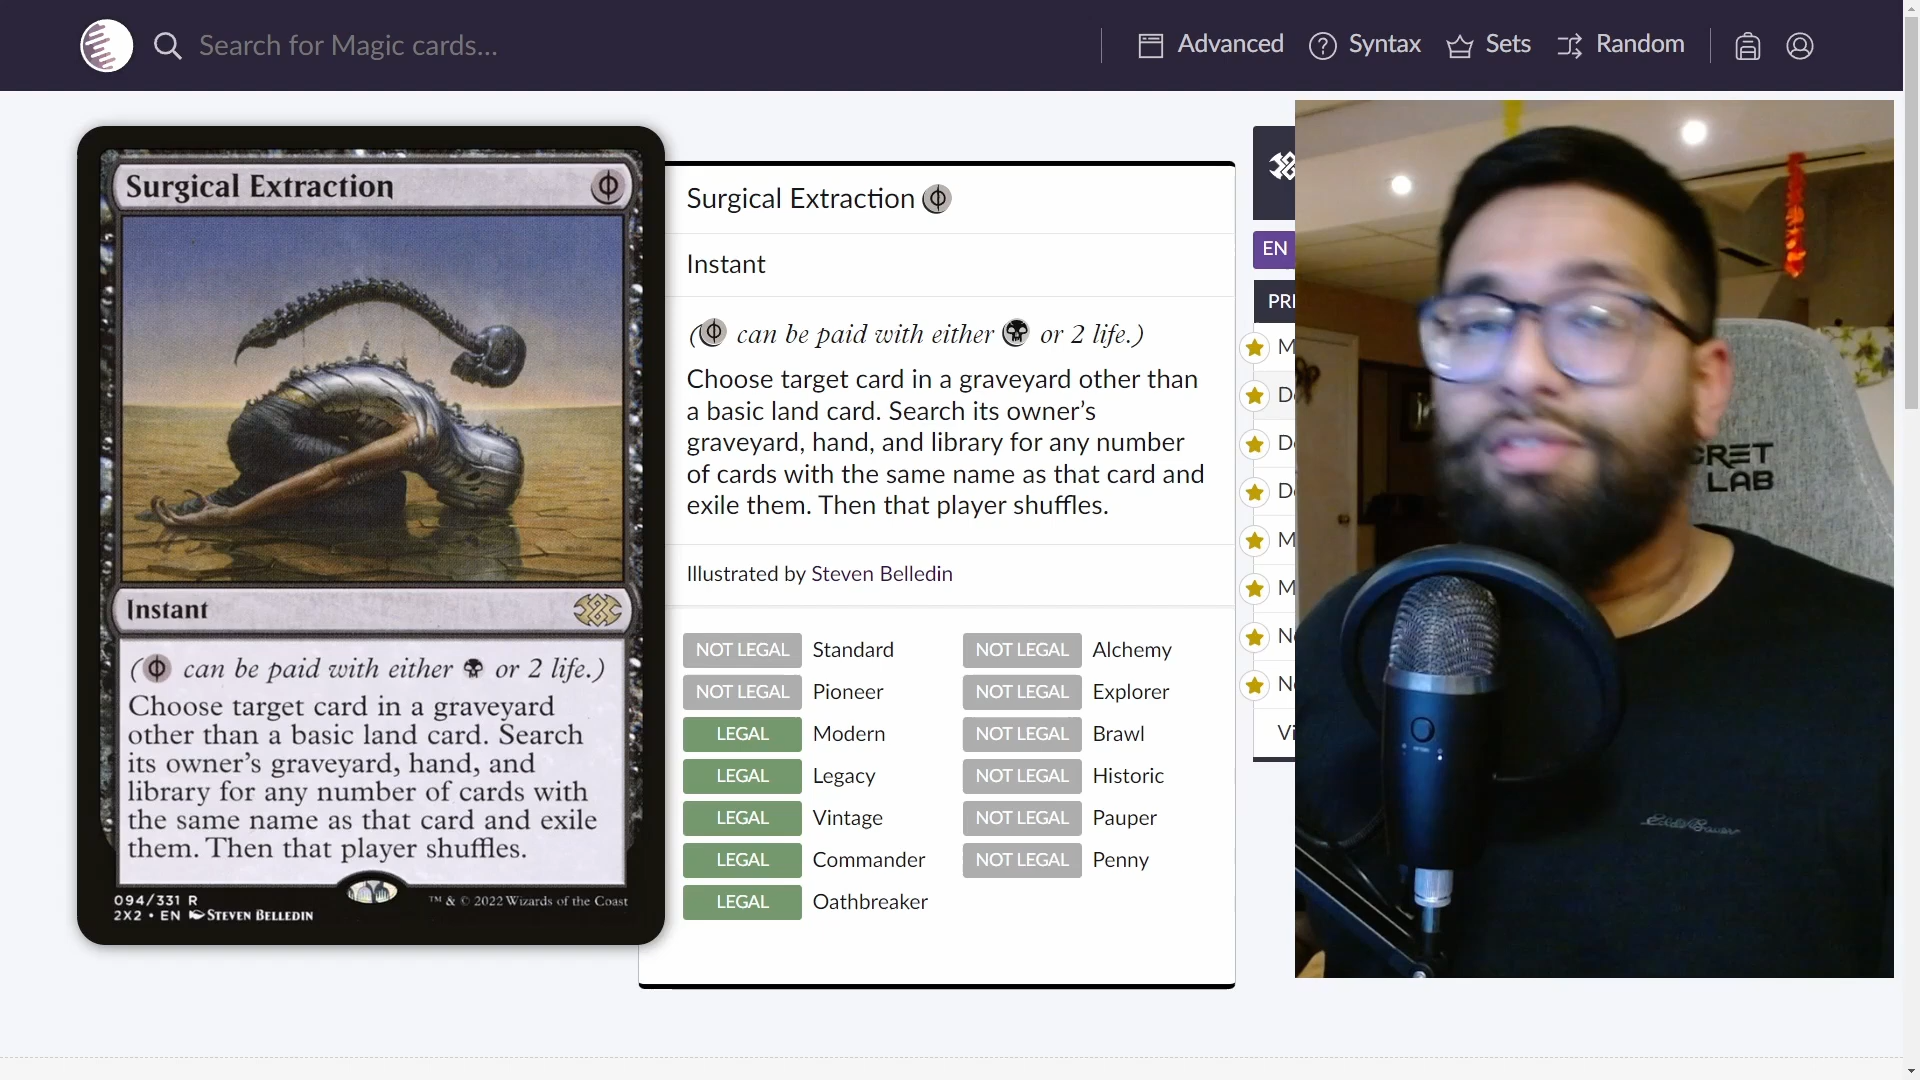 Search for Magic cards...
Advanced
Syntax
Sets
Random
Surgical Extraction
Instant
( can be paid with either or 2 life.)
Choose target card in a graveyard
other than a basic land card. Search
its owner's graveyard, hand, and
library for any number of cards with
the same name as that card and exile
them. Then that player shuffles.
094/331 R
2X2 • EN STEVEN BELLEDIN
™ & © 2022 Wizards of the Coast
Surgical Extraction
Instant
( can be paid with either or 2 life.)
Choose target card in a graveyard other than
a basic land card. Search its owner’s
graveyard, hand, and library for any number
of cards with the same name as that card and
exile them. Then that player shuffles.
Illustrated by Steven Belledin
NOT LEGAL Standard NOT LEGAL Alchemy
NOT LEGAL Pioneer NOT LEGAL Explorer
LEGAL Modern NOT LEGAL Brawl
LEGAL Legacy NOT LEGAL Historic
LEGAL Vintage NOT LEGAL Pauper
LEGAL Commander NOT LEGAL Penny
LEGAL Oathbreaker
EN
LAB
Eddie Bauer